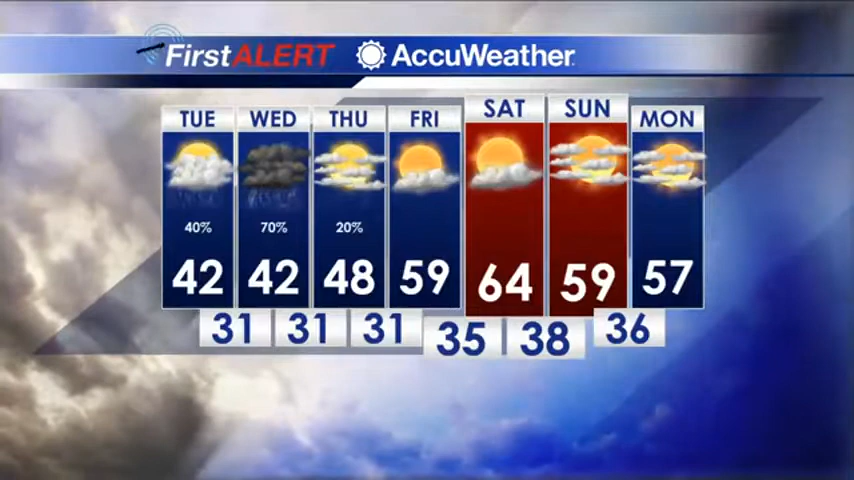 FirstALERT AccuWeather
TUE WED THU FRI SAT SUN MON
40% 70% 20%
42 42 48 59 64 59 57
31 31 31 35 38 36